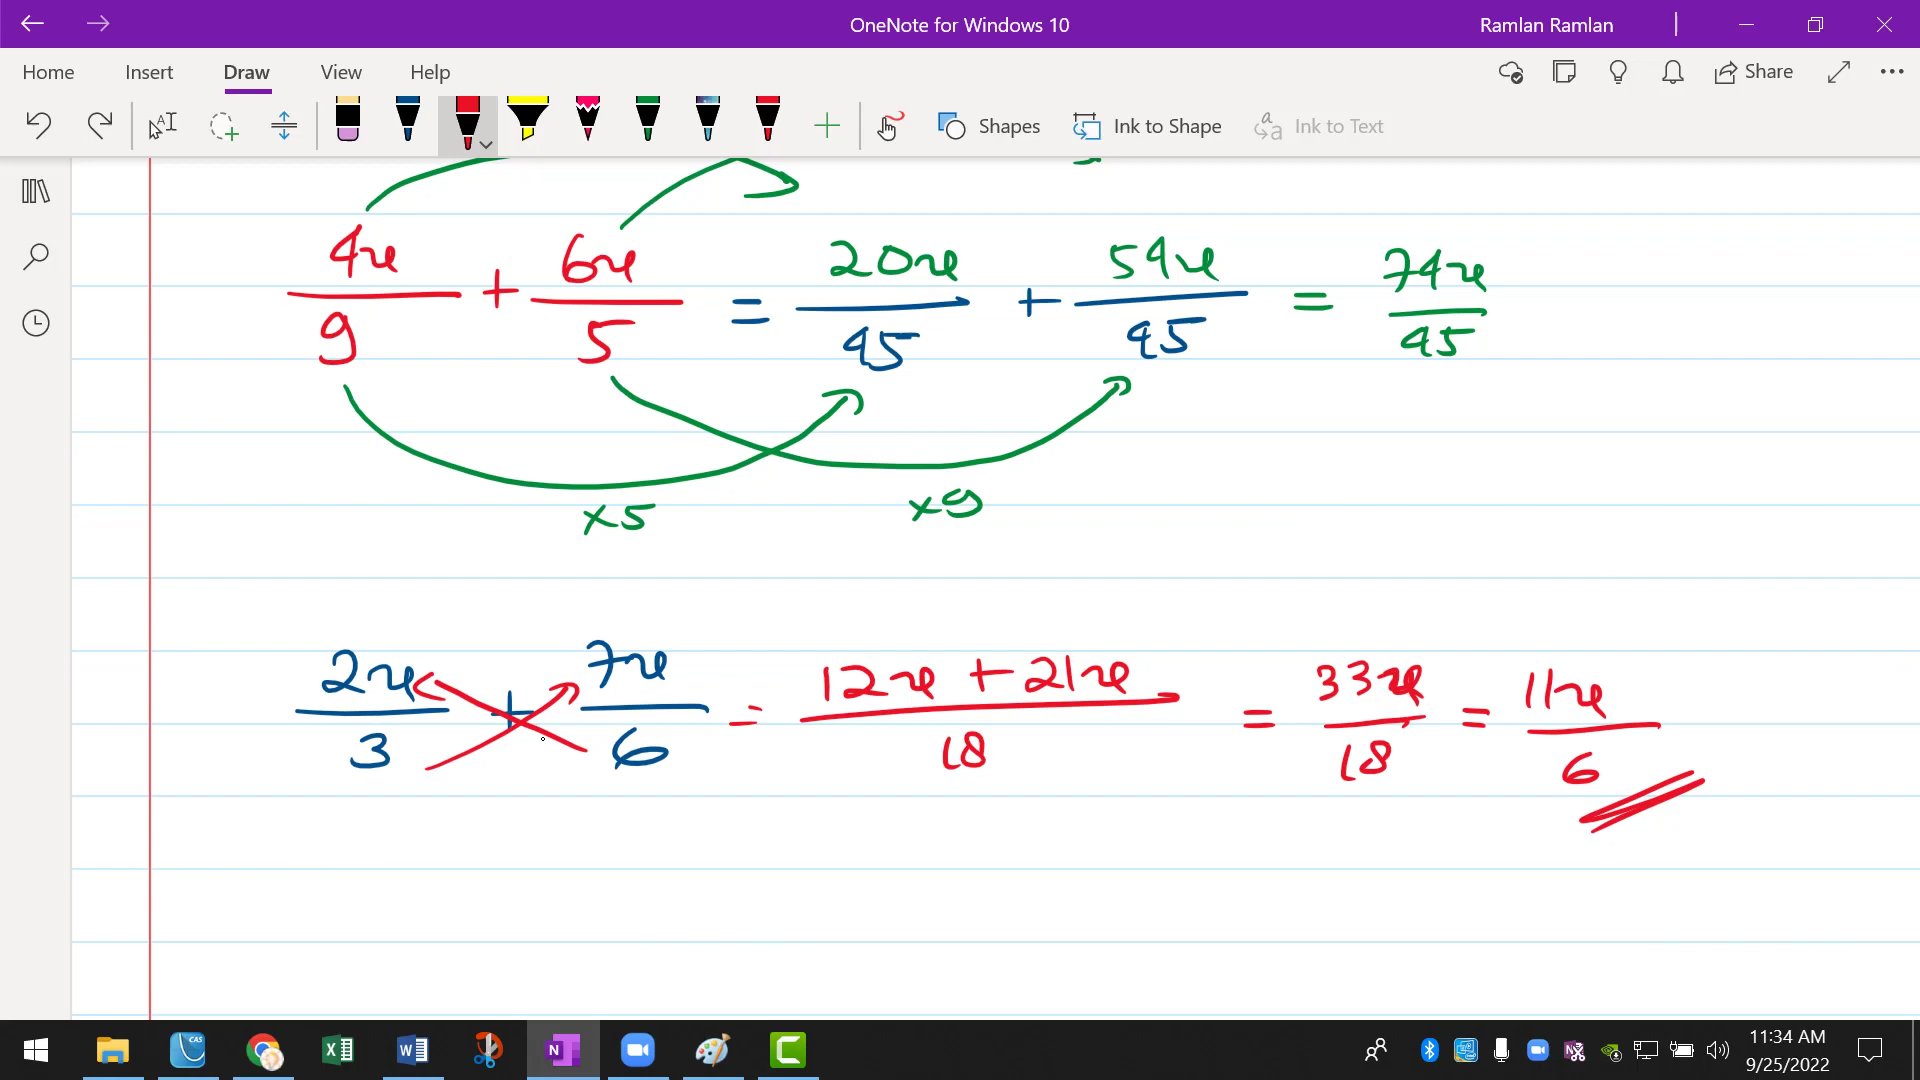 OneNote for Windows 10 Ramlan Ramlan
Home Insert Draw View Help Share
Shapes Ink to Shape Ink to Text
4x/9 + 6x/5 = 20x/45 + 54x/45 = 74x/45
x5 x9
2x/3 + 7x/6 = 12x + 21x/18 = 33x/18 = 11x/6
11:34 AM
9/25/2022